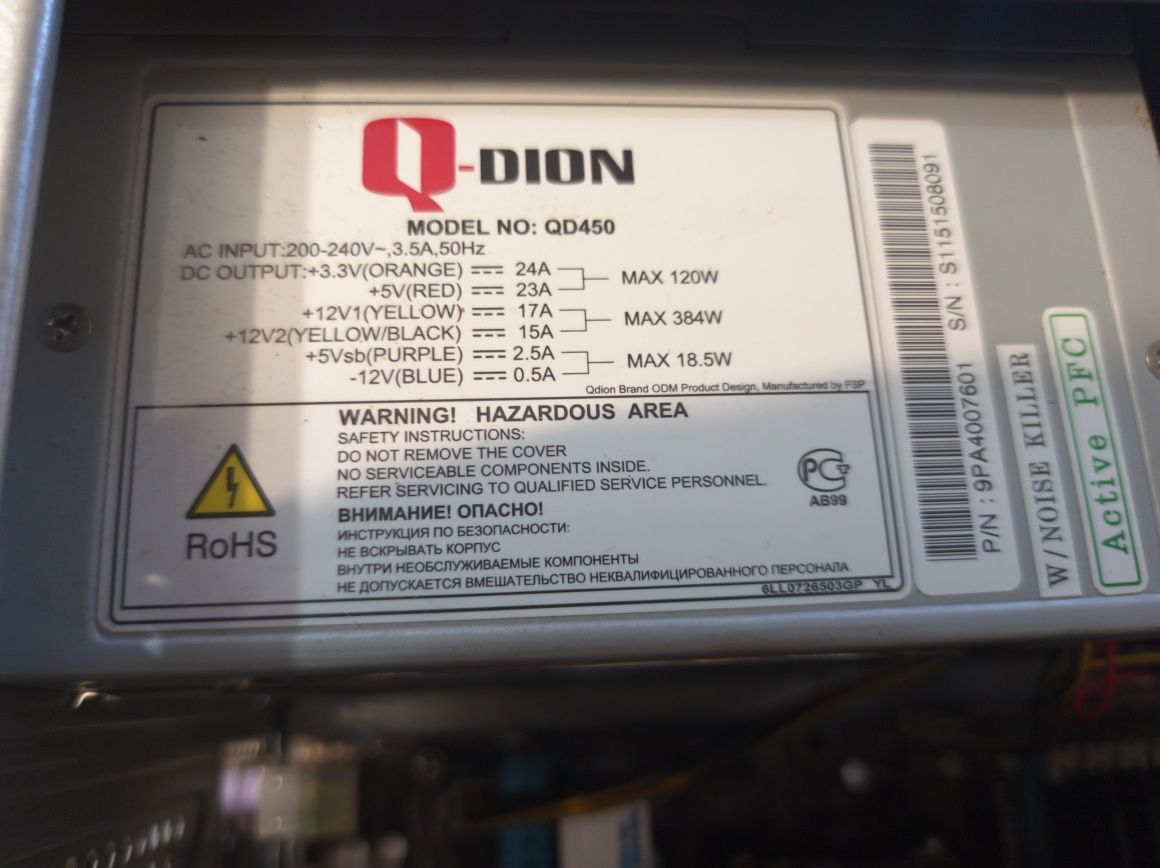 Q-DION
MODEL NO: QD450
AC INPUT:200-240V~,3.5A,50Hz
DC OUTPUT:+3.3V(ORANGE) 24A MAX 120W
+5V(RED) 23A
+12V1(YELLOW) 17A MAX 384W
+12V2(YELLOW/BLACK) 15A
+5Vsb(PURPLE) 2.5A MAX 18.5W
-12V(BLUE) 0.5A
Qdion Brand ODM Product Design, Manufactured by FSP
WARNING! HAZARDOUS AREA
SAFETY INSTRUCTIONS:
DO NOT REMOVE THE COVER
NO SERVICEABLE COMPONENTS INSIDE.
REFER SERVICING TO QUALIFIED SERVICE PERSONNEL.
ВНИМАНИЕ! ОПАСНО!
ИНСТРУКЦИЯ ПО БЕЗОПАСНОСТИ:
НЕ ВСКРЫВАТЬ КОРПУС
ВНУТРИ НЕОБСЛУЖИВАЕМЫЕ КОМПОНЕНТЫ
НЕ ДОПУСКАЕТСЯ ВМЕШАТЕЛЬСТВО НЕКВАЛИФИЦИРОВАННОГО ПЕРСОНАЛА
RoHS
РС
АВ99
6LL0726503GP YL
S/N : S1151508091
P/N : 9PA4007601
W/NOISE KILLER
Active PFC